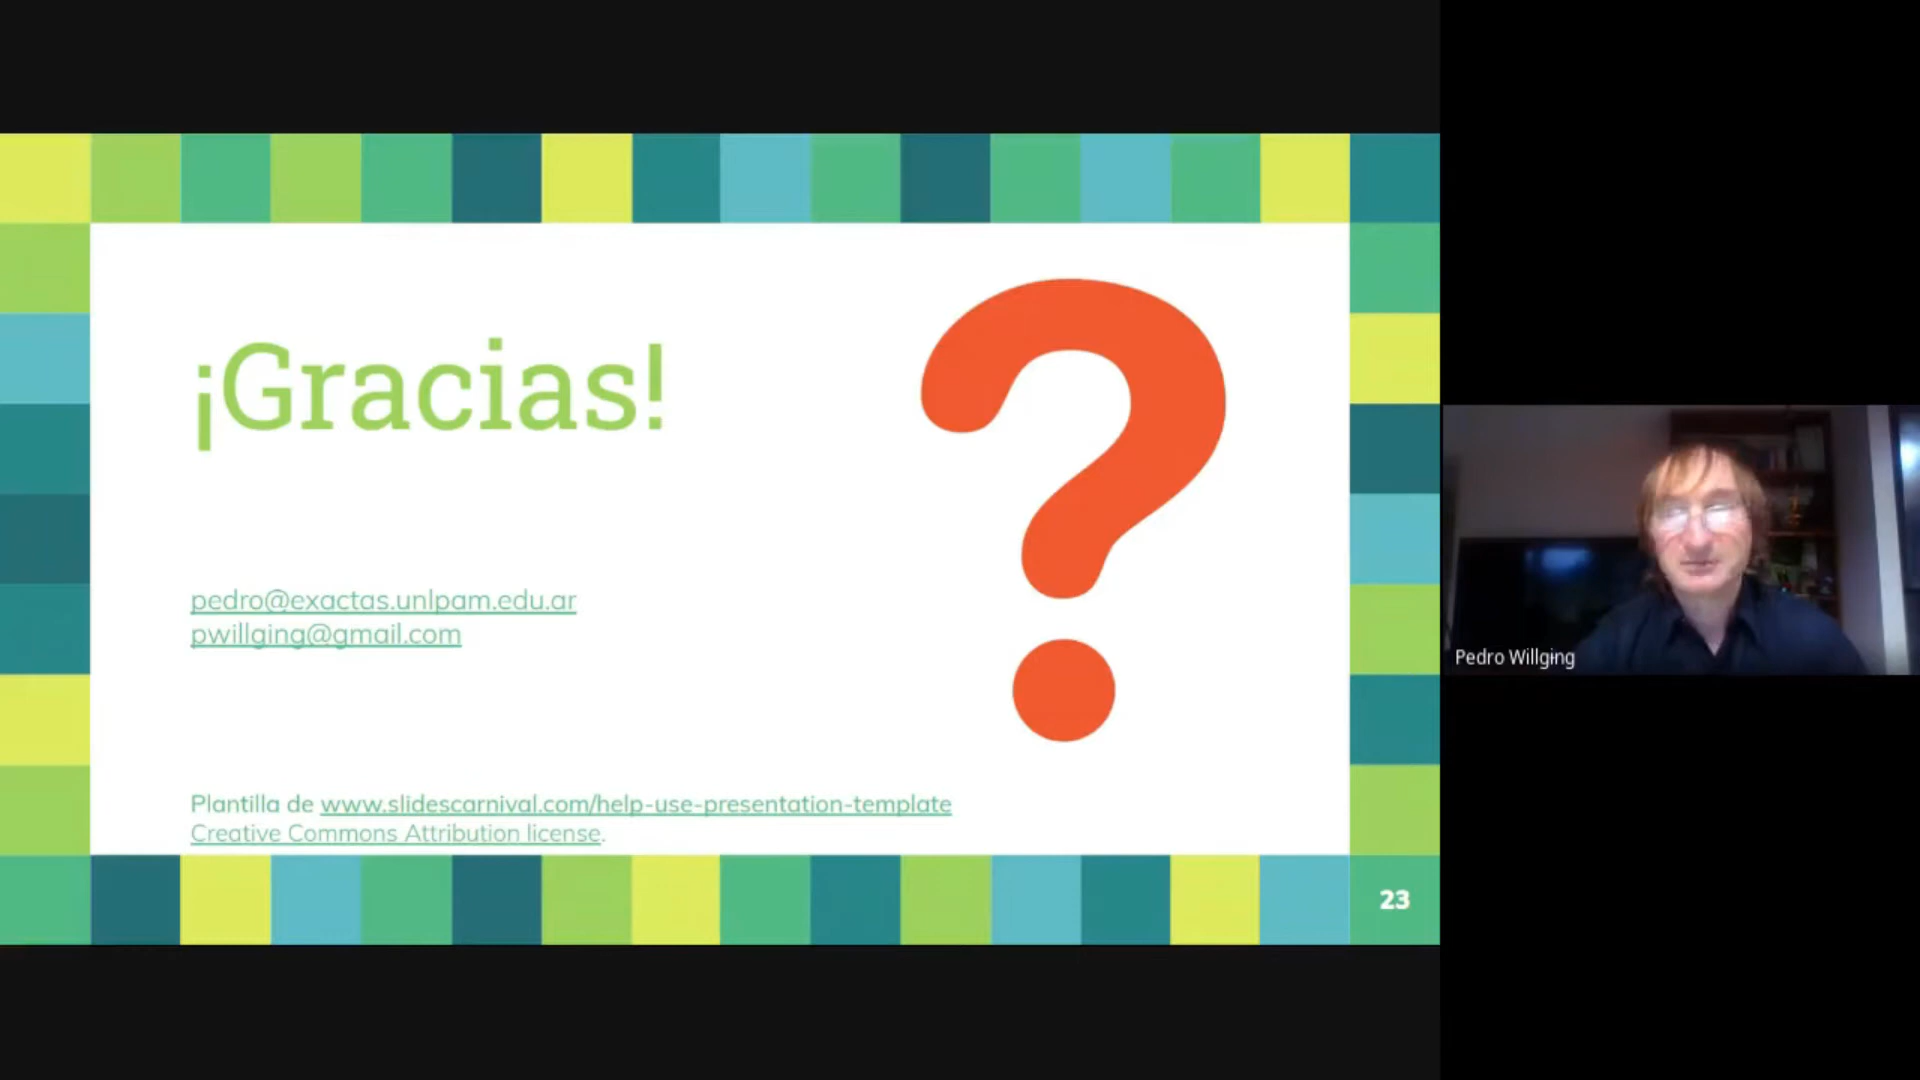 ¡Gracias!
?
pedro@exactas.unlpam.edu.ar
pwillging@gmail.com
Plantilla de www.slidescarnival.com/help-use-presentation-template
Creative Commons Attribution license.
23
Pedro Willging